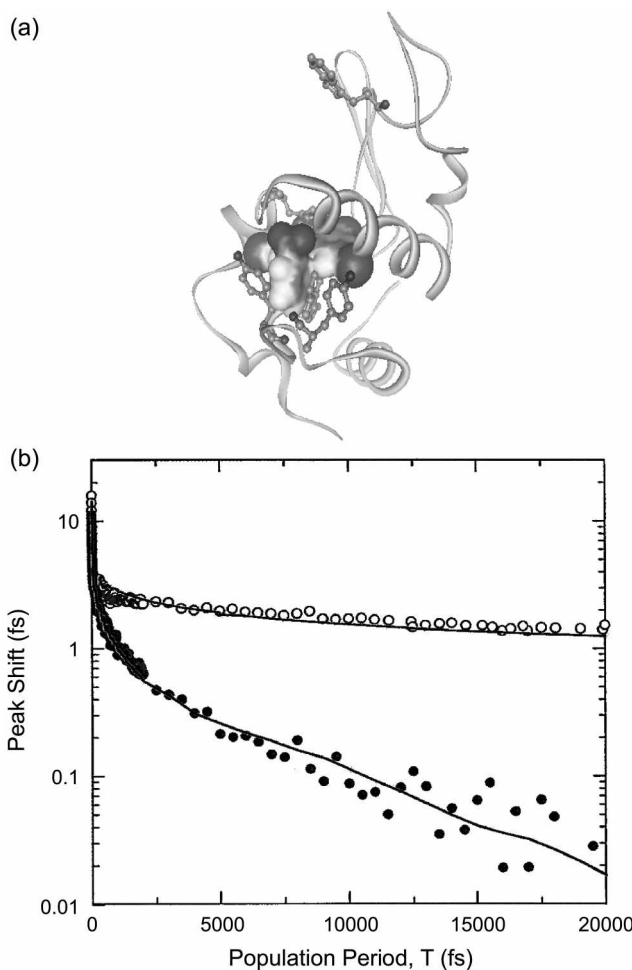 (a)
(b)
10
1
0.1
0.01
Peak Shift (fs)
0
5000
10000
15000
20000
Population Period, T (fs)